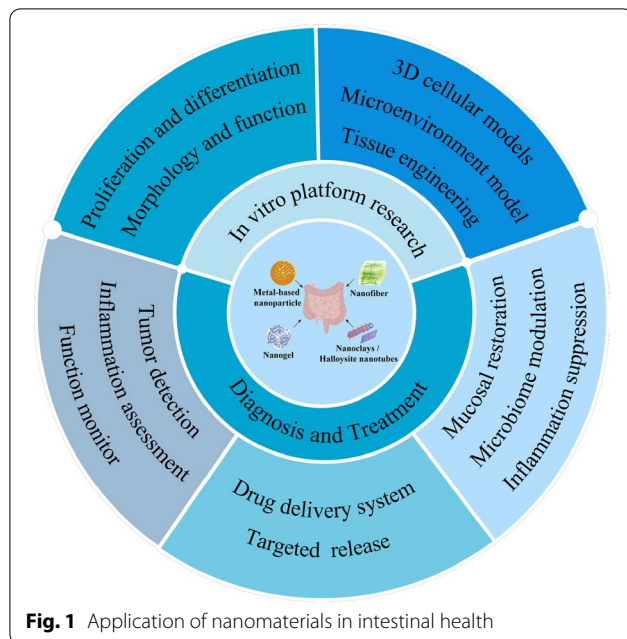 Proliferation and differentiation
Morphology and function
3D cellular models
Microenvironment model
Tissue engineering
In vitro platform research
Metal-based
nanoparticle
Nanofiber
Nanogel
Nanoclays /
Halloysite nanotubes
Diagnosis and Treatment
Tumor detection
Inflammation assessment
Function monitor
Mucosal restoration
Microbiome modulation
Inflammation suppression
Drug delivery system
Targeted release
Fig. 1 Application of nanomaterials in intestinal health